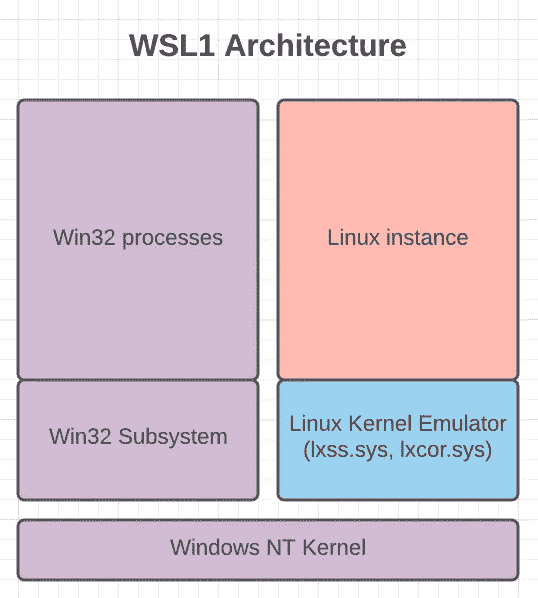 WSL1 Architecture
Win32 processes
Linux instance
Win32 Subsystem
Linux Kernel Emulator
(lxss.sys, lxcor.sys)
Windows NT Kernel